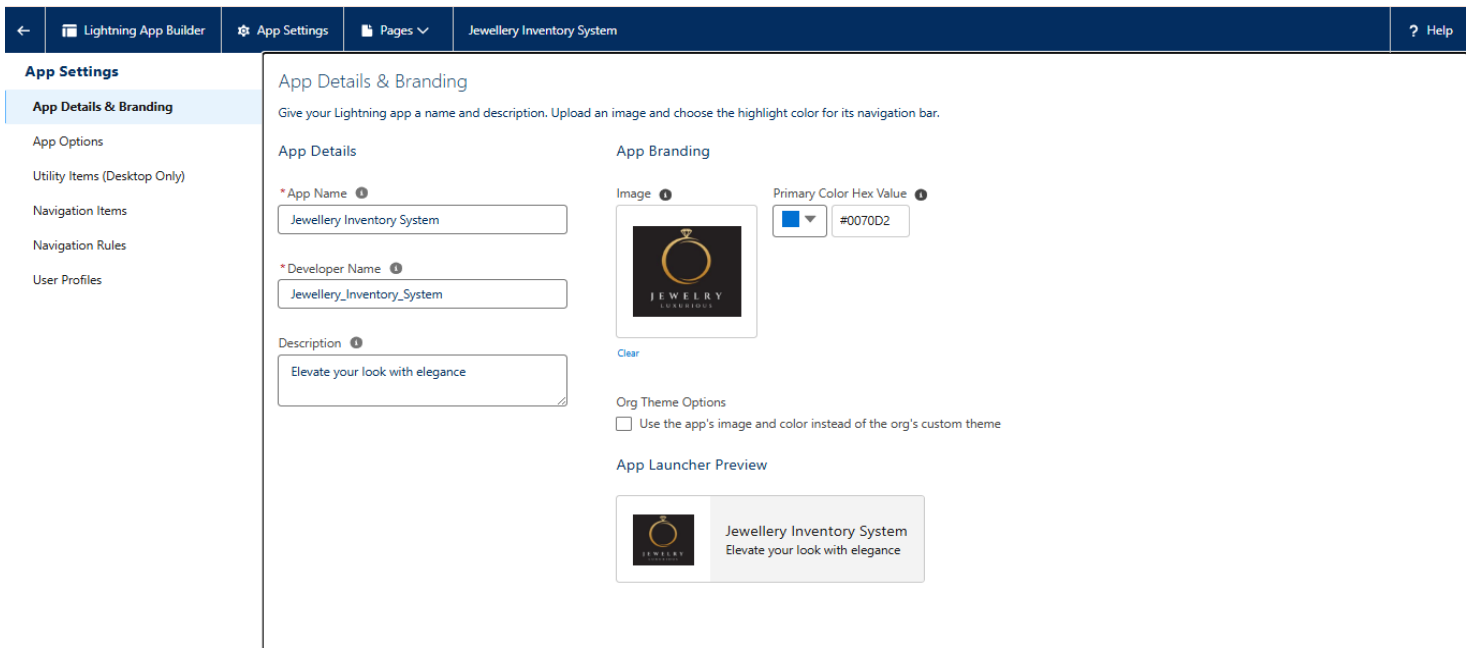 Lightning App Builder
App Settings
Pages
Jewellery Inventory System
? Help
App Settings
App Details & Branding
App Options
Utility Items (Desktop Only)
Navigation Items
Navigation Rules
User Profiles
App Details & Branding
Give your Lightning app a name and description. Upload an image and choose the highlight color for its navigation bar.
App Details
*App Name
Jewellery Inventory System
*Developer Name
Jewellery_Inventory_System
Description
Elevate your look with elegance
App Branding
Image
JEWELRY
LUXURIOUS
Clear
Primary Color Hex Value
#0070D2
Org Theme Options
Use the app's image and color instead of the org's custom theme
App Launcher Preview
JEWELRY
Jewellery Inventory System
Elevate your look with elegance